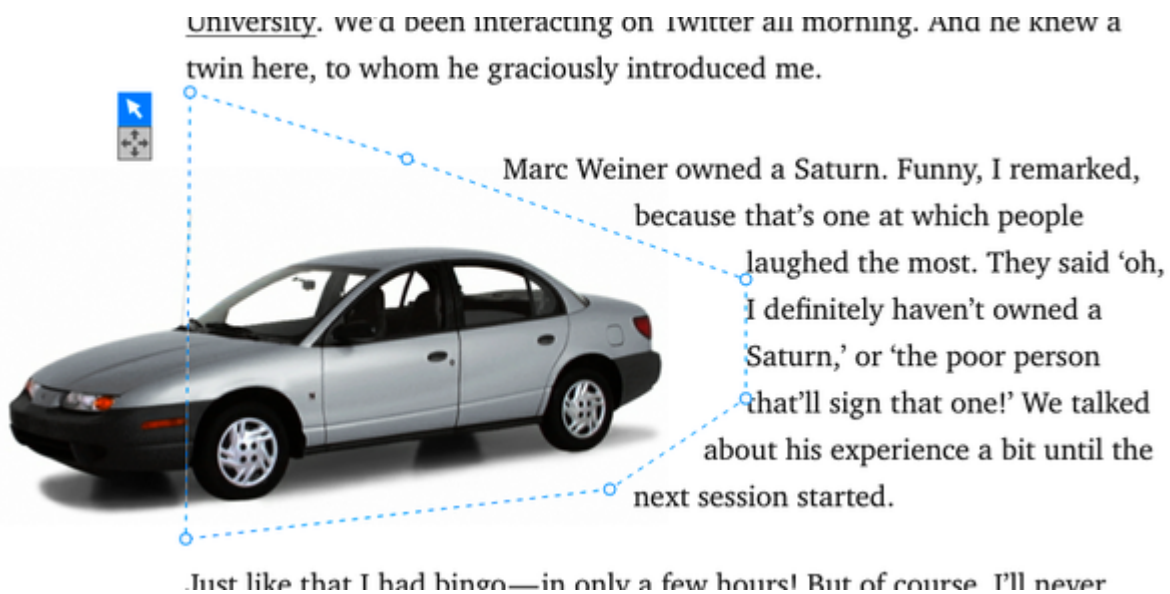 University. We’d been interacting on Twitter all morning. And he knew a
twin here, to whom he graciously introduced me.
Marc Weiner owned a Saturn. Funny, I remarked,
because that’s one at which people
laughed the most. They said ‘oh,
I definitely haven’t owned a
Saturn,’ or ‘the poor person
that’ll sign that one!’ We talked
about his experience a bit until the
next session started.
Just like that I had bingo—in only a few hours! But of course, I’ll never